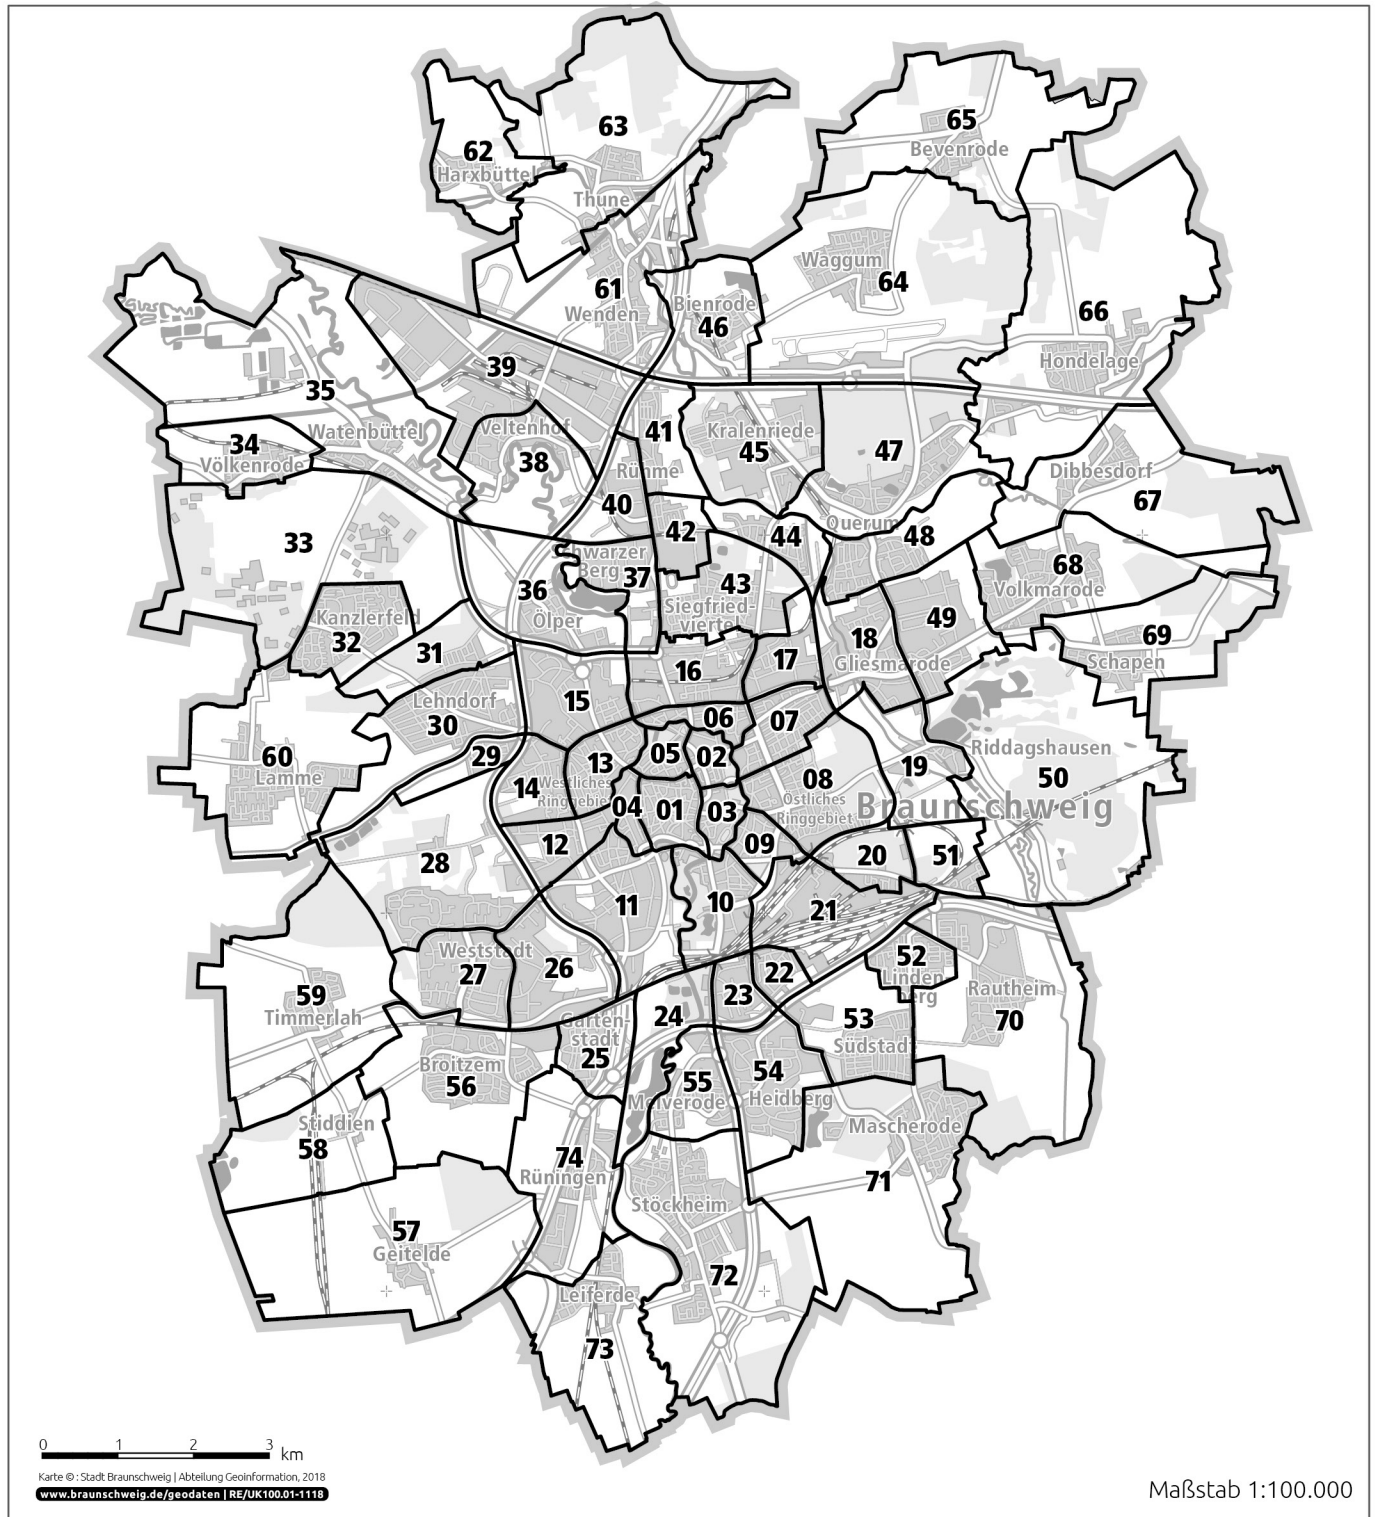 63
65
Bevenrode
62
Harxbüttel
Thune
Waggum
64
61
Wenden
Bienrode
46
66
Hondelage
39
35
41
Kralenriede
45
47
Watenbüttel
Veltenhof
38
34
Völkenrode
Rühme
Dibbesdorf
67
40
42
44
Querum
48
33
Schwarzer
Berg
37
36
Ölper
43
Siegfried-
viertel
68
Volkmarode
Kanzlerfeld
32
31
18
49
Gliesmarode
69
Schapen
16
17
Lehndorf
30
15
06
07
60
Lamme
29
13
05
02
19
Riddagshausen
50
14
Westliches
Ringgebiet
04
01
03
08
Östliches
Ringgebiet
Braunschweig
12
09
20
51
28
11
10
21
Weststadt
27
26
22
52
Linden-
berg
59
Timmerlah
23
Rautheim
70
24
Garten-
stadt
25
53
Südstadt
Broitzem
56
55
Melverode
54
Heidberg
Stiddien
58
Mascherode
74
Rüningen
71
Stöckheim
57
Geitelde
72
Leiferde
73
0 1 2 3 km
Karte © : Stadt Braunschweig | Abteilung Geoinformation, 2018
www.braunschweig.de/geodaten | RE/UK100.01-1118
Maßstab 1:100.000